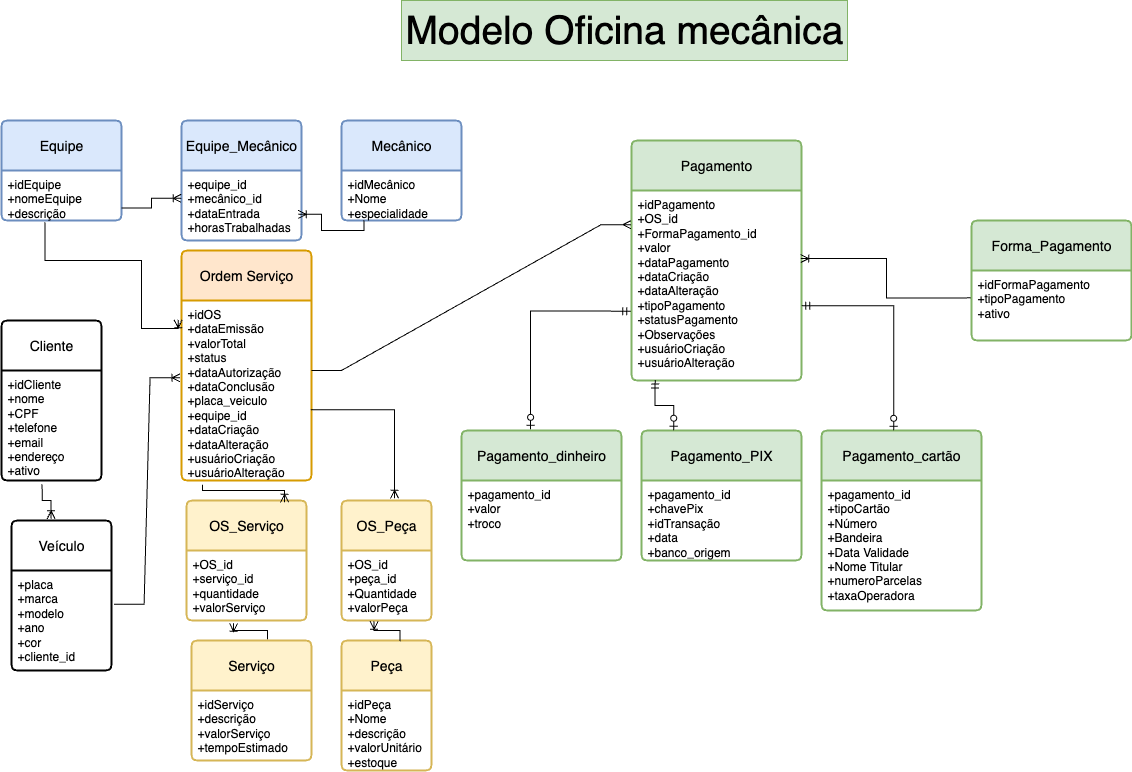 Modelo Oficina mecânica
Equipe
+idEquipe
+nomeEquipe
+descrição
Equipe_Mecânico
+equipe_id
+mecânico_id
+dataEntrada
+horasTrabalhadas
Mecânico
+idMecânico
+Nome
+especialidade
Pagamento
+idPagamento
+OS_id
+FormaPagamento_id
+valor
+dataPagamento
+dataCriação
+dataAlteração
+tipoPagamento
+statusPagamento
+Observações
+usuárioCriação
+usuárioAlteração
Forma_Pagamento
+idFormaPagamento
+tipoPagamento
+ativo
Ordem Serviço
+idOS
+dataEmissão
+valorTotal
+status
+dataAutorização
+dataConclusão
+placa_veiculo
+equipe_id
+dataCriação
+dataAlteração
+usuárioCriação
+usuárioAlteração
Cliente
+idCliente
+nome
+CPF
+telefone
+email
+endereço
+ativo
Pagamento_dinheiro
+pagamento_id
+valor
+troco
Pagamento_PIX
+pagamento_id
+chavePix
+idTransação
+data
+banco_origem
Pagamento_cartão
+pagamento_id
+tipoCartão
+Número
+Bandeira
+Data Validade
+Nome Titular
+numeroParcelas
+taxaOperadora
Veículo
+placa
+marca
+modelo
+ano
+cor
+cliente_id
OS_Serviço
+OS_id
+serviço_id
+quantidade
+valorServiço
OS_Peça
+OS_id
+peça_id
+Quantidade
+valorPeça
Serviço
+idServiço
+descrição
+valorServiço
+tempoEstimado
Peça
+idPeça
+Nome
+descrição
+valorUnitário
+estoque